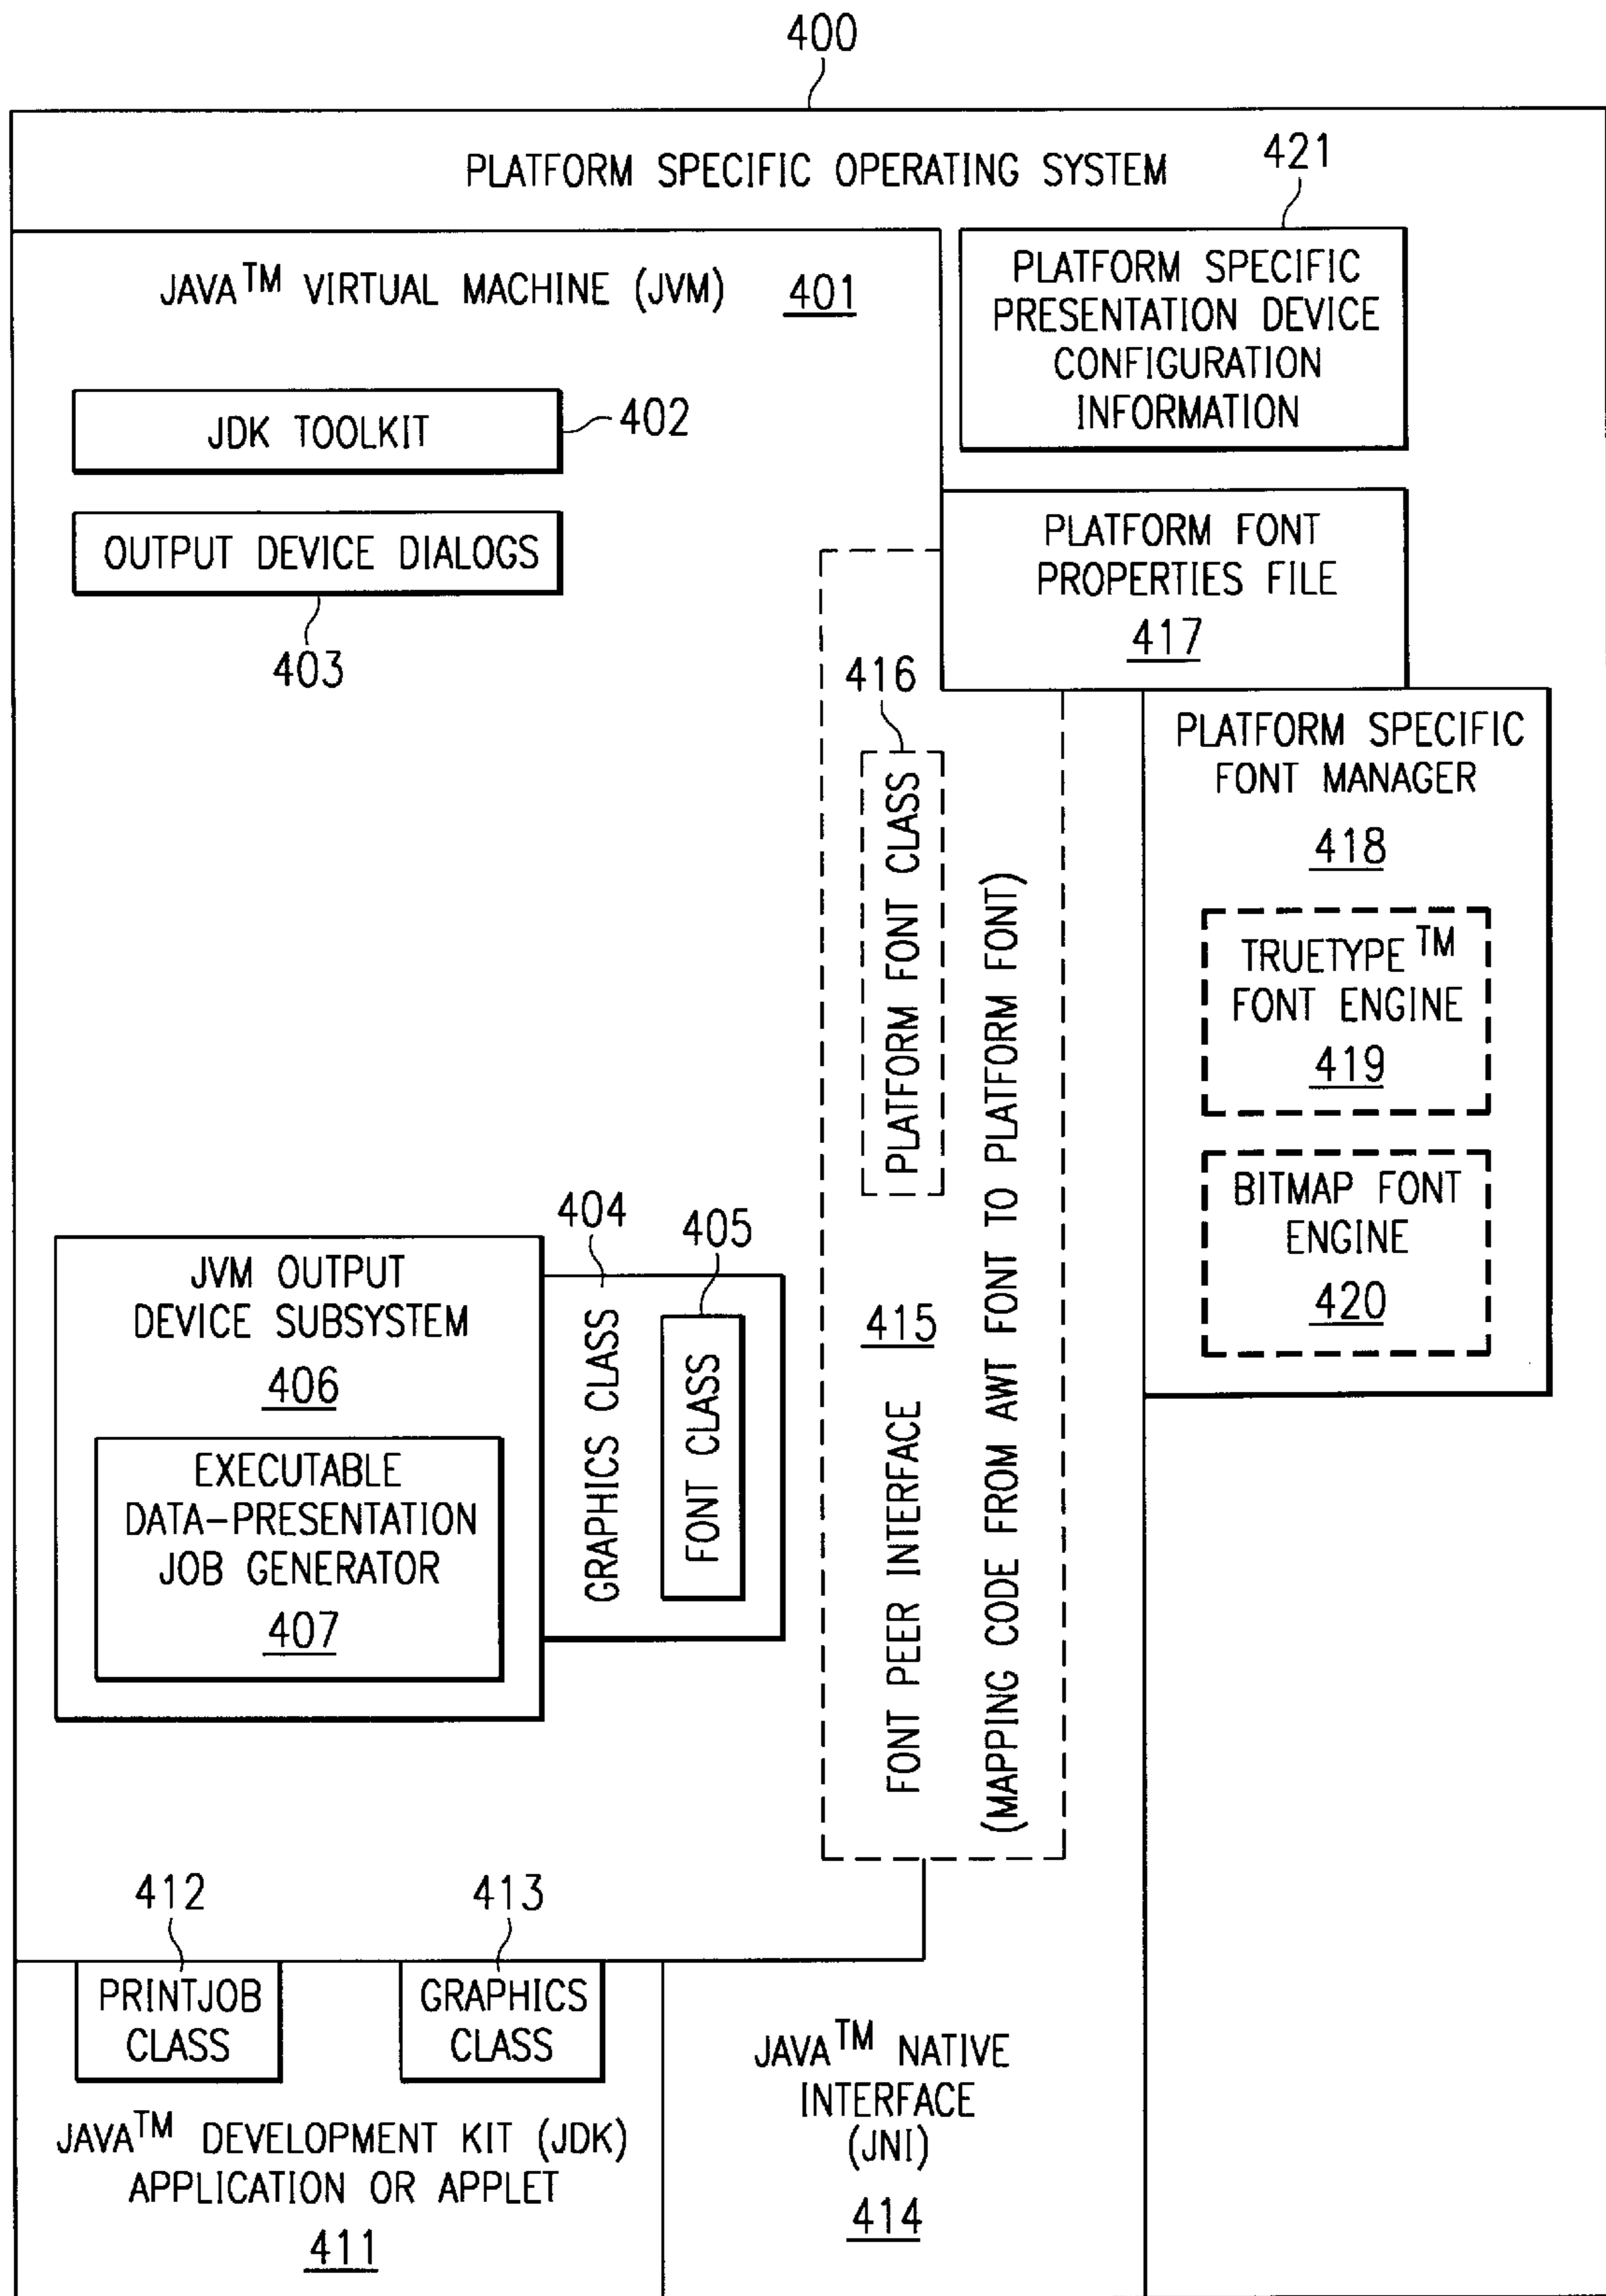 400
PLATFORM SPECIFIC OPERATING SYSTEM
421
JAVA™ VIRTUAL MACHINE (JVM) 401
PLATFORM SPECIFIC
PRESENTATION DEVICE
CONFIGURATION
INFORMATION
JDK TOOLKIT
402
OUTPUT DEVICE DIALOGS
403
PLATFORM FONT
PROPERTIES FILE
417
416
PLATFORM FONT CLASS
PLATFORM SPECIFIC
FONT MANAGER
418
TRUETYPE™
FONT ENGINE
419
BITMAP FONT
ENGINE
420
404
405
JVM OUTPUT
DEVICE SUBSYSTEM
406
EXECUTABLE
DATA-PRESENTATION
JOB GENERATOR
407
GRAPHICS CLASS
FONT CLASS
415
FONT PEER INTERFACE
(MAPPING CODE FROM AWT FONT TO PLATFORM FONT)
412
413
PRINTJOB
CLASS
GRAPHICS
CLASS
JAVA™ DEVELOPMENT KIT (JDK)
APPLICATION OR APPLET
411
JAVA™ NATIVE
INTERFACE
(JNI)
414